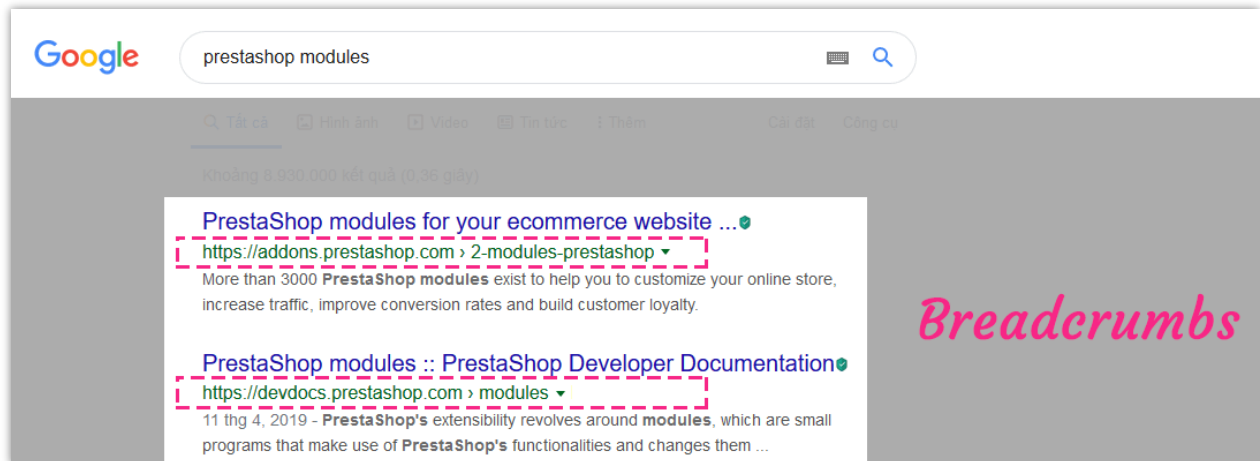 Google
prestashop modules
Tất cả Hình ảnh Video Tin tức Thêm Cài đặt Công cụ
Khoảng 8.930.000 kết quả (0,36 giây)
PrestaShop modules for your ecommerce website ...
https://addons.prestashop.com › 2-modules-prestashop
More than 3000 PrestaShop modules exist to help you to customize your online store,
increase traffic, improve conversion rates and build customer loyalty.
Breadcrumbs
PrestaShop modules :: PrestaShop Developer Documentation
https://devdocs.prestashop.com › modules
11 thg 4, 2019 - PrestaShop's extensibility revolves around modules, which are small
programs that make use of PrestaShop's functionalities and changes them ...